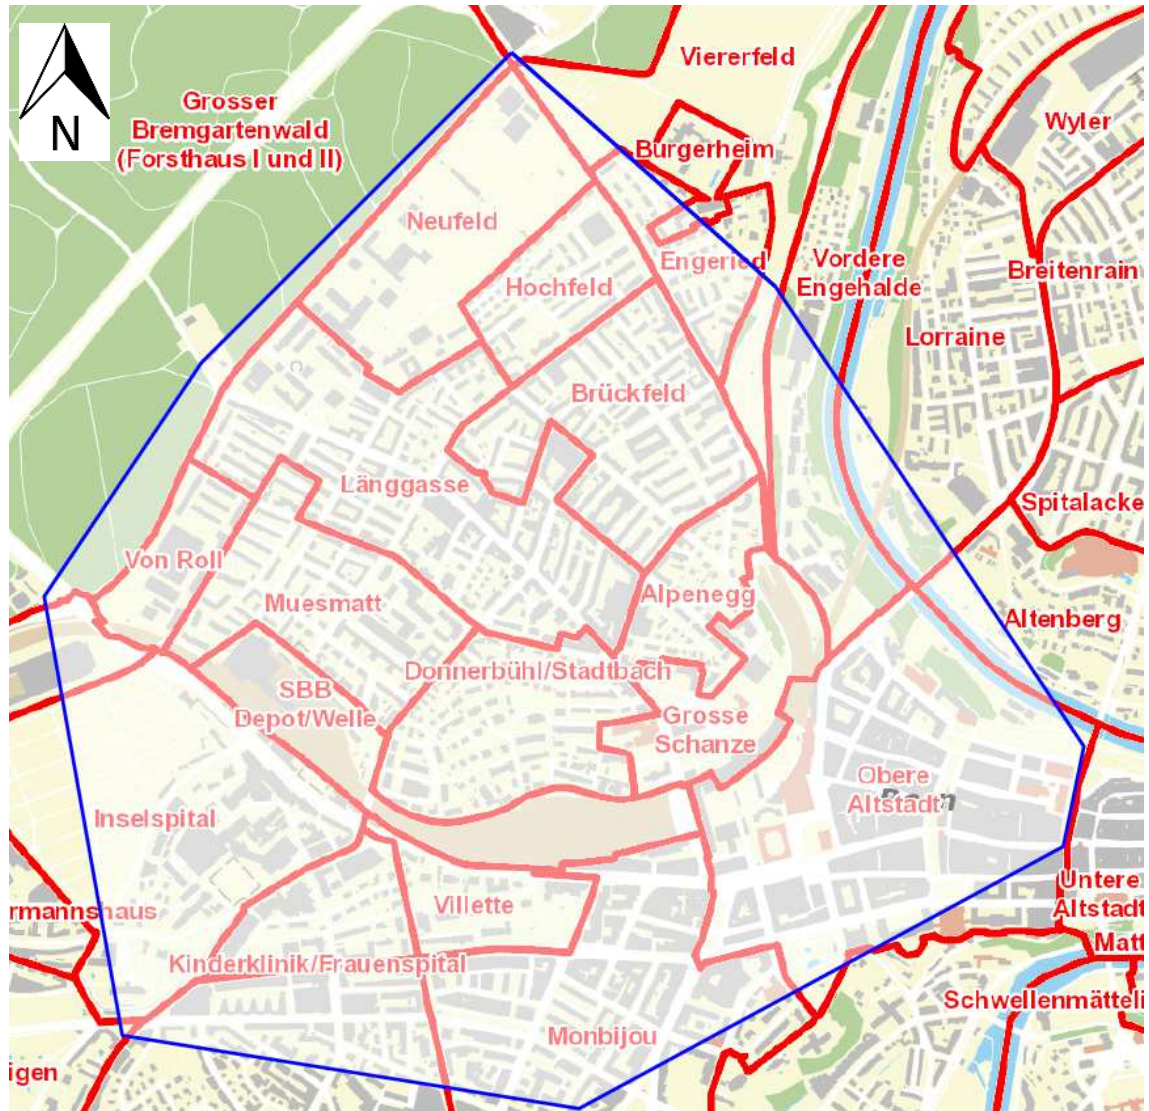 Viererfeld
Grosser
Bremgartenwald
(Forsthaus I und II)
N
Wyler
Burgerheim
Neufeld
Engeried
Vordere
Engehalde
Breitenrain
Hochfeld
Lorraine
Brückfeld
Länggasse
Spitalacke
Von Roll
Muesmatt
Alpenegg
Altenberg
Donnerbühl/Stadtbach
SBB
Depot/Welle
Grosse
Schanze
Obere
Altstadt
Bern
Inselspital
Untere
Altstadt
rmannshaus
Villette
Matt
Kinderklinik/Frauenspital
Schwellenmätteli
Monbijou
igen